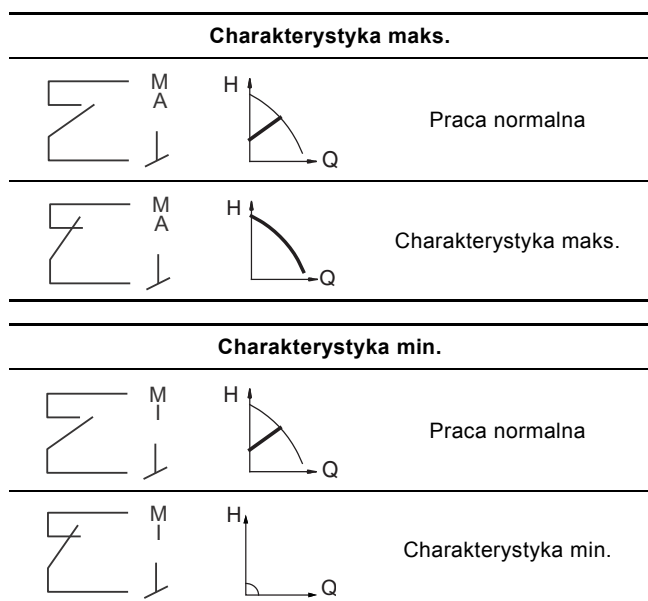 Charakterystyka maks.
M
A
H
Q
Praca normalna
M
A
H
Q
Charakterystyka maks.
Charakterystyka min.
M
I
H
Q
Praca normalna
M
I
H
Q
Charakterystyka min.